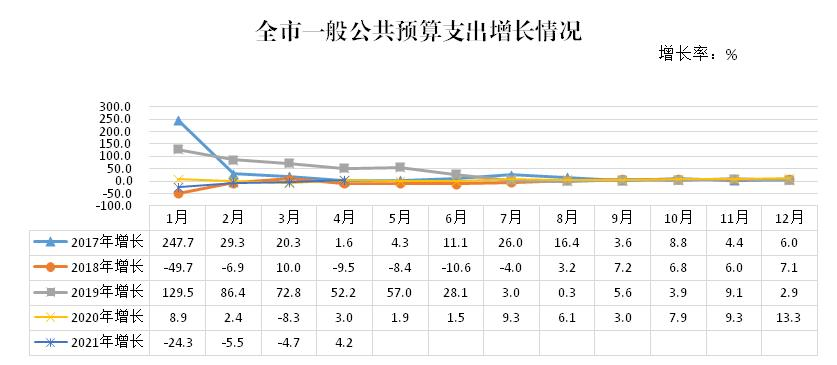 全市一般公共预算支出增长情况
增长率：%
300.0
250.0
200.0
150.0
100.0
50.0
0.0
-50.0
-100.0
1月 2月 3月 4月 5月 6月 7月 8月 9月 10月 11月 12月
2017年增长 247.7 29.3 20.3 1.6 4.3 11.1 26.0 16.4 3.6 8.8 4.4 6.0
2018年增长 -49.7 -6.9 10.0 -9.5 -8.4 -10.6 -4.0 3.2 7.2 6.8 6.0 7.1
2019年增长 129.5 86.4 72.8 52.2 57.0 28.1 3.0 0.3 5.6 3.9 9.1 2.9
2020年增长 8.9 2.4 -8.3 3.0 1.9 1.5 9.3 6.1 3.0 7.9 9.3 13.3
2021年增长 -24.3 -5.5 -4.7 4.2